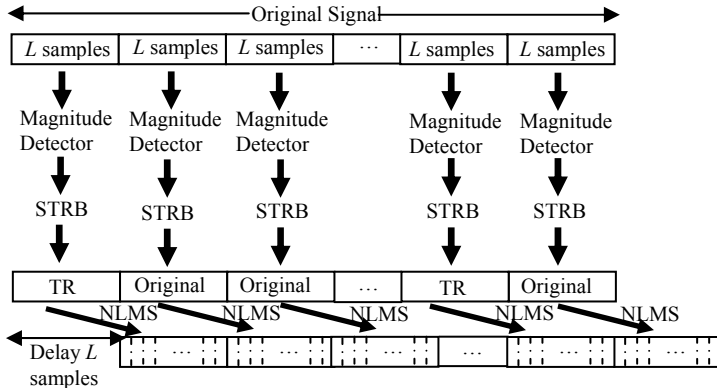 Original Signal
L samples L samples L samples … L samples L samples
Magnitude Detector Magnitude Detector Magnitude Detector Magnitude Detector Magnitude Detector
STRB STRB STRB STRB STRB
TR Original Original … TR Original
NLMS NLMS NLMS NLMS NLMS
Delay L samples
… … … … … …